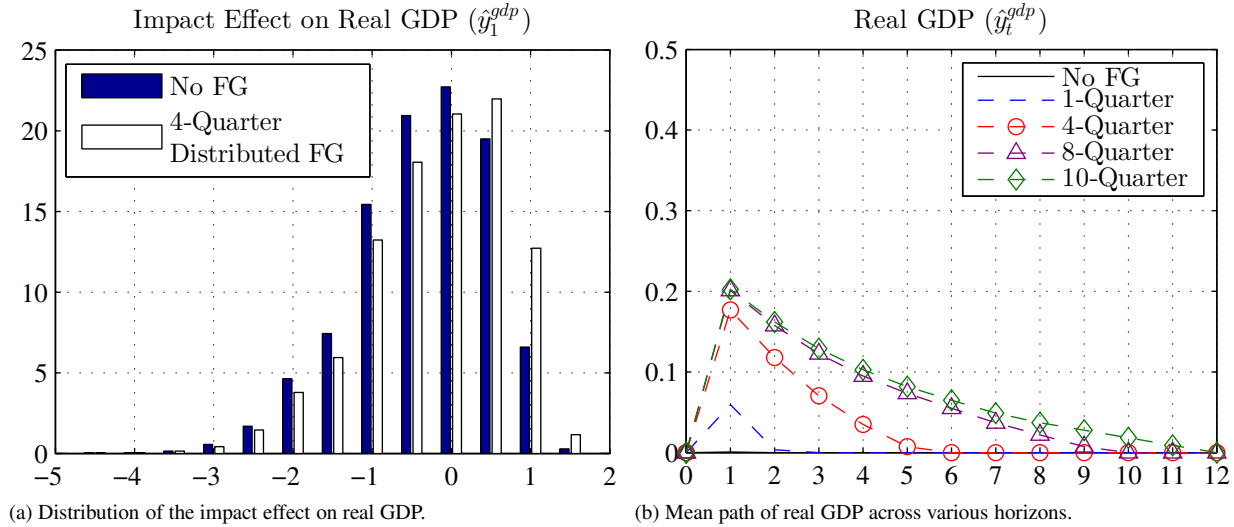 Impact Effect on Real GDP (ŷ₁^gdp)
25
20
15
10
5
0
−5 −4 −3 −2 −1 0 1 2
No FG
4-Quarter
Distributed FG
(a) Distribution of the impact effect on real GDP.
Real GDP (ŷₜ^gdp)
0.5
0.4
0.3
0.2
0.1
0
0 1 2 3 4 5 6 7 8 9 10 11 12
No FG
1-Quarter
4-Quarter
8-Quarter
10-Quarter
(b) Mean path of real GDP across various horizons.